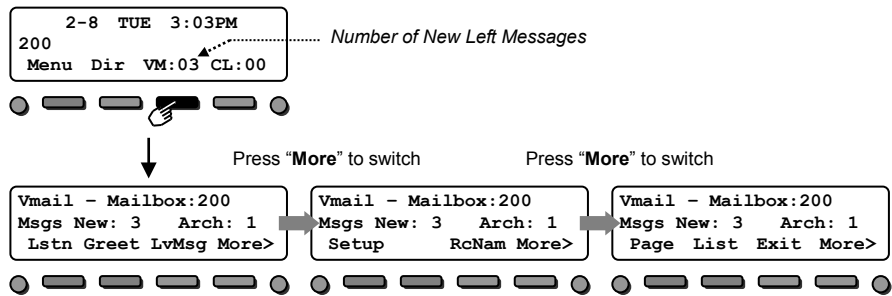 2-8 TUE 3:03PM
200
Menu Dir VM:03 CL:00
Number of New Left Messages
Press “More” to switch
Press “More” to switch
Vmail – Mailbox:200
Msgs New: 3 Arch: 1
Lstn Greet LvMsg More>
Vmail – Mailbox:200
Msgs New: 3 Arch: 1
Setup RcNam More>
Vmail – Mailbox:200
Msgs New: 3 Arch: 1
Page List Exit More>